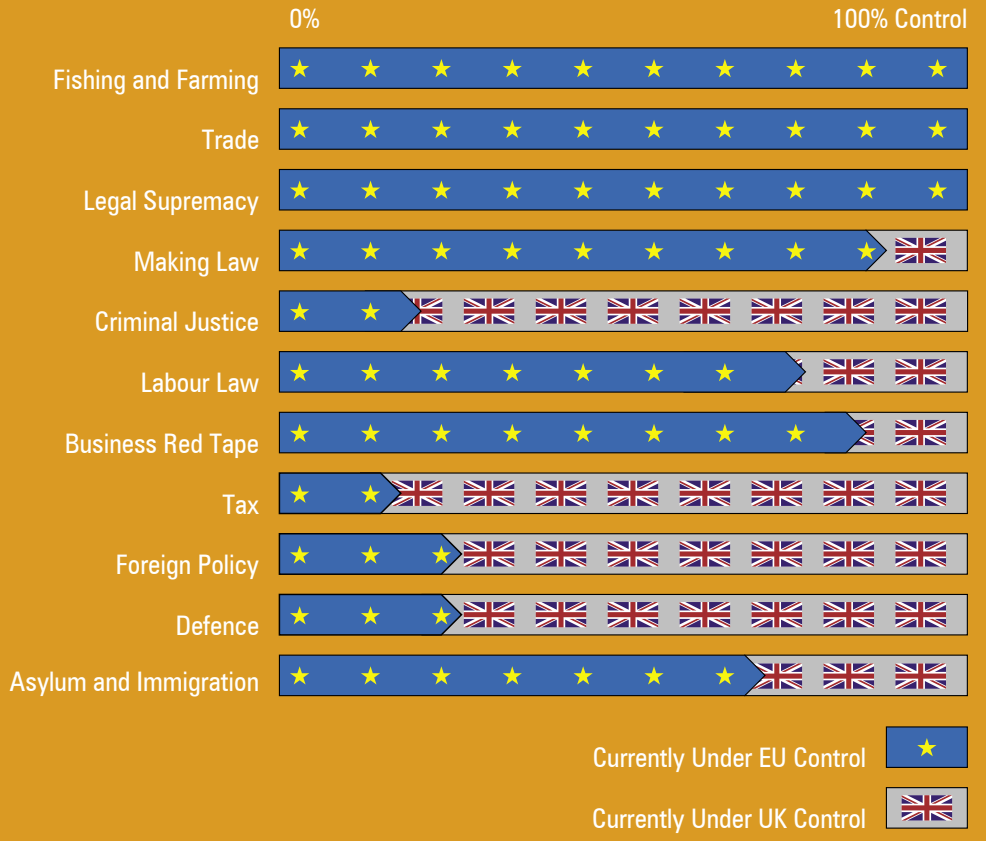 0% 100% Control
Fishing and Farming
Trade
Legal Supremacy
Making Law
Criminal Justice
Labour Law
Business Red Tape
Tax
Foreign Policy
Defence
Asylum and Immigration
Currently Under EU Control
Currently Under UK Control